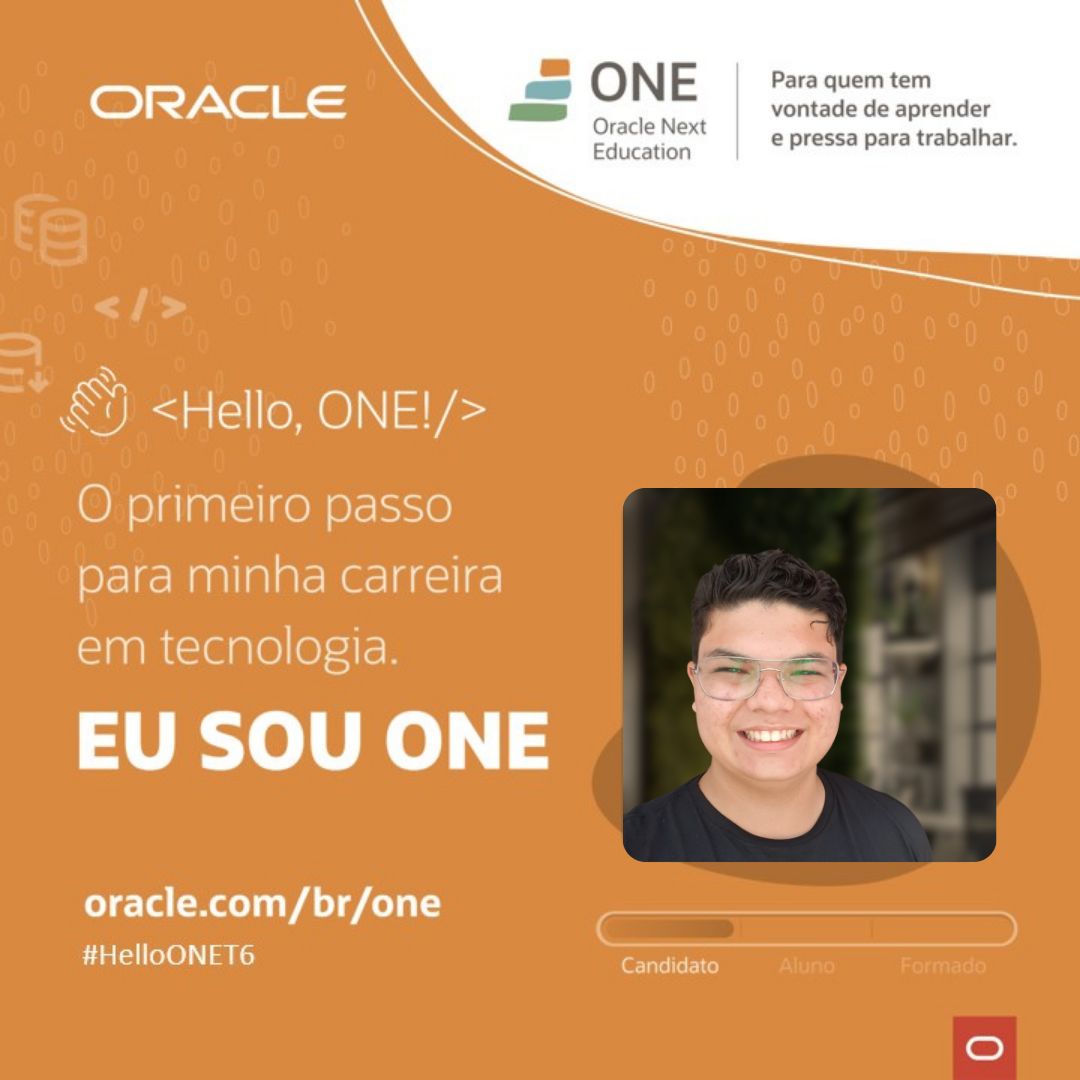 ORACLE
ONE
Oracle Next
Education
Para quem tem
vontade de aprender
e pressa para trabalhar.
</>
<Hello, ONE!/>
O primeiro passo
para minha carreira
em tecnologia.
EU SOU ONE
oracle.com/br/one
#HelloONET6
Candidato Aluno Formado